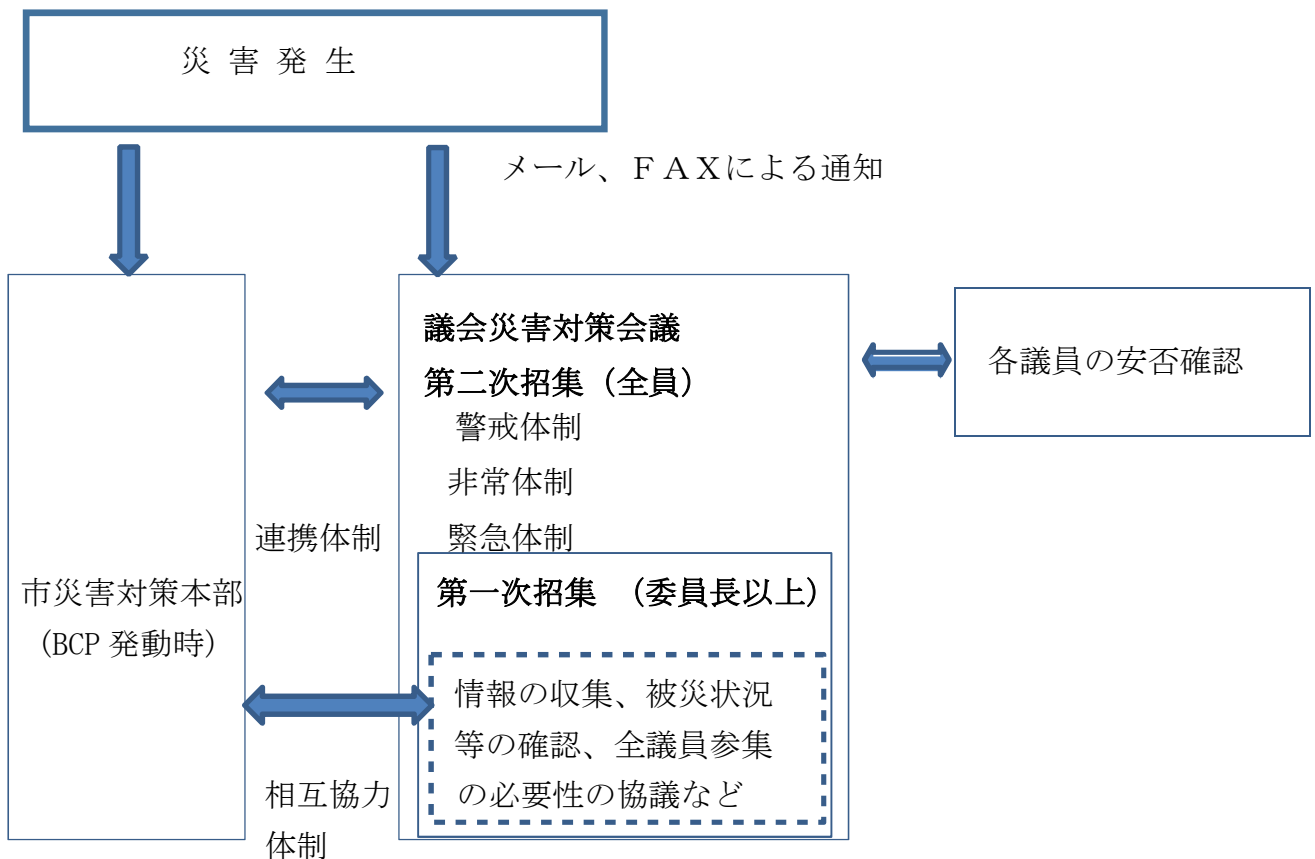 災 害 発 生
メール、ＦＡＸによる通知
議会災害対策会議
第二次招集（全員）
警戒体制
非常体制
緊急体制
各議員の安否確認
連携体制
市災害対策本部
（BCP 発動時）
第一次招集 （委員長以上）
情報の収集、被災状況
等の確認、全議員参集
の必要性の協議など
相互協力
体制